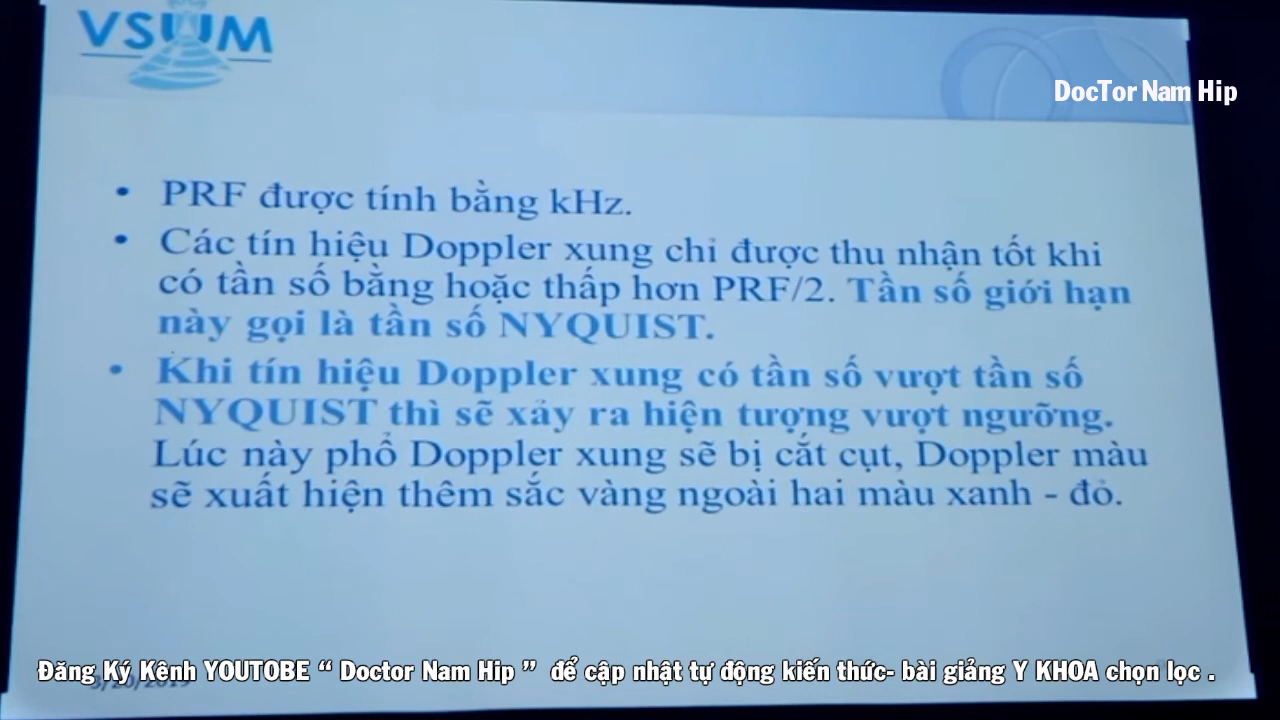 VSUM
DocTor Nam Hip
• PRF được tính bằng kHz.
• Các tín hiệu Doppler xung chỉ được thu nhận tốt khi
có tần số bằng hoặc thấp hơn PRF/2. Tần số giới hạn
này gọi là tần số NYQUIST.
• Khi tín hiệu Doppler xung có tần số vượt tần số
NYQUIST thì sẽ xảy ra hiện tượng vượt ngưỡng.
Lúc này phổ Doppler xung sẽ bị cắt cụt, Doppler màu
sẽ xuất hiện thêm sắc vàng ngoài hai màu xanh - đỏ.
Đăng Ký Kênh YOUTOBE “ Doctor Nam Hip ” để cập nhật tự động kiến thức- bài giảng Y KHOA chọn lọc .